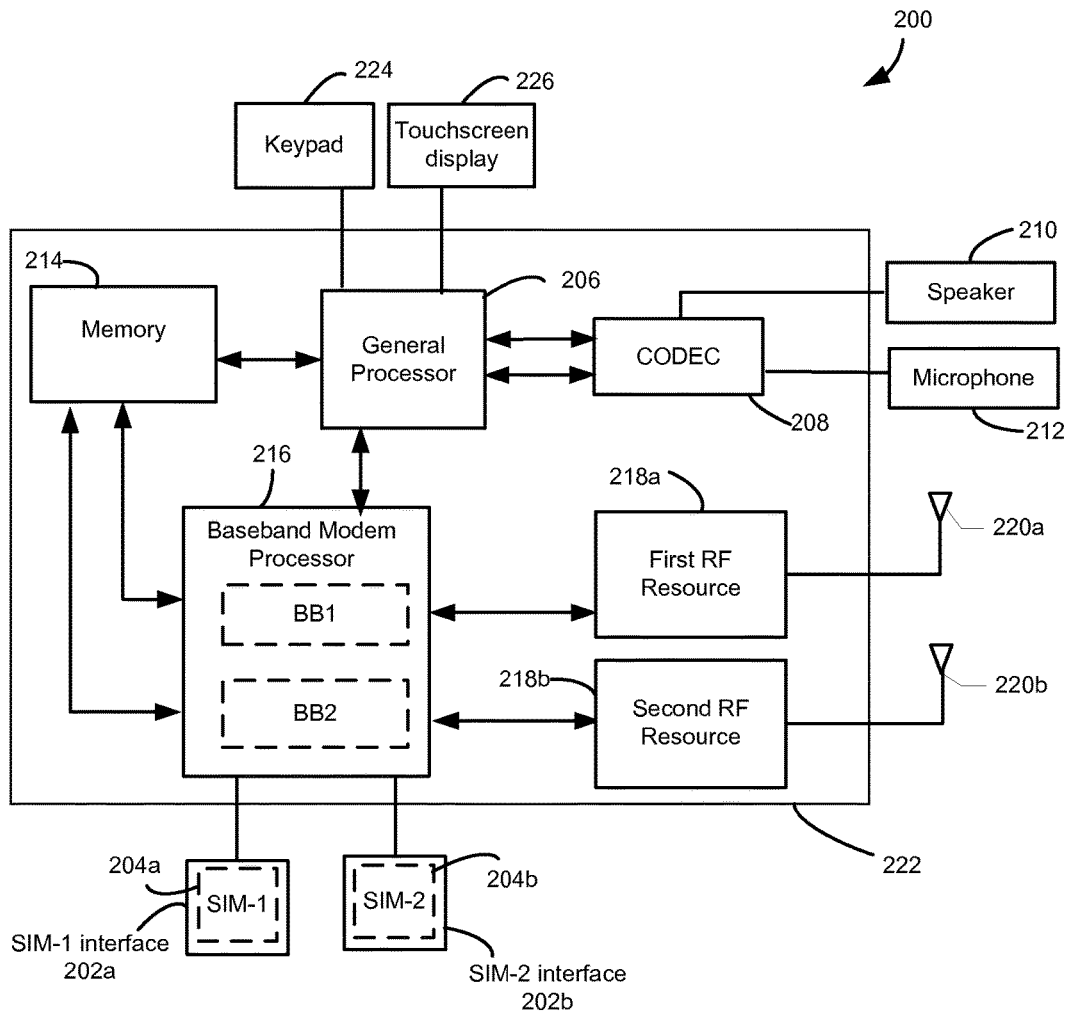 200
224
226
Keypad
Touchscreen
display
214
206
210
Memory
General
Processor
CODEC
Speaker
Microphone
208
212
216
218a
Baseband Modem
Processor
First RF
Resource
220a
BB1
218b
220b
BB2
Second RF
Resource
204a
204b
222
SIM-1
SIM-2
SIM-1 interface
202a
SIM-2 interface
202b